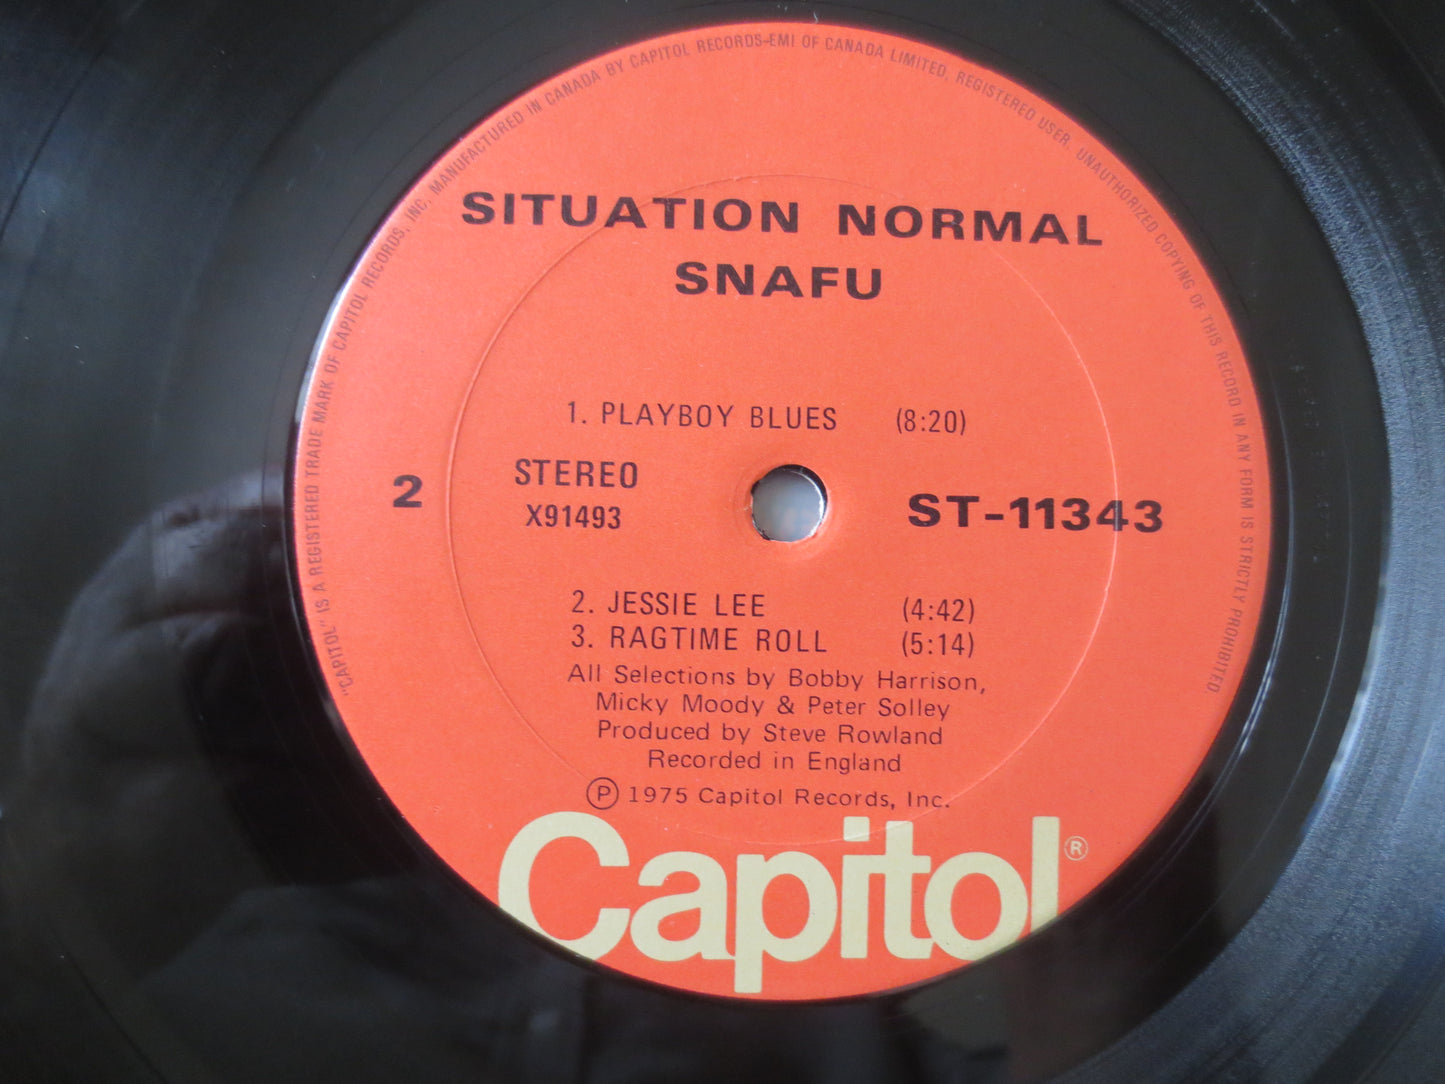 SITUATION NORMAL
SNAFU
1. PLAYBOY BLUES (8:20)
2
STEREO
X91493
ST-11343
2. JESSIE LEE (4:42)
3. RAGTIME ROLL (5:14)
All Selections by Bobby Harrison,
Micky Moody & Peter Solley
Produced by Steve Rowland
Recorded in England
Ⓟ 1975 Capitol Records, Inc.
Capitol®
"CAPITOL" IS A REGISTERED TRADE MARK OF CAPITOL RECORDS, INC. MANUFACTURED IN CANADA BY CAPITOL RECORDS-EMI OF CANADA LIMITED, REGISTERED USER. UNAUTHORIZED COPYING OF THIS RECORD IN ANY FORM IS STRICTLY PROHIBITED.